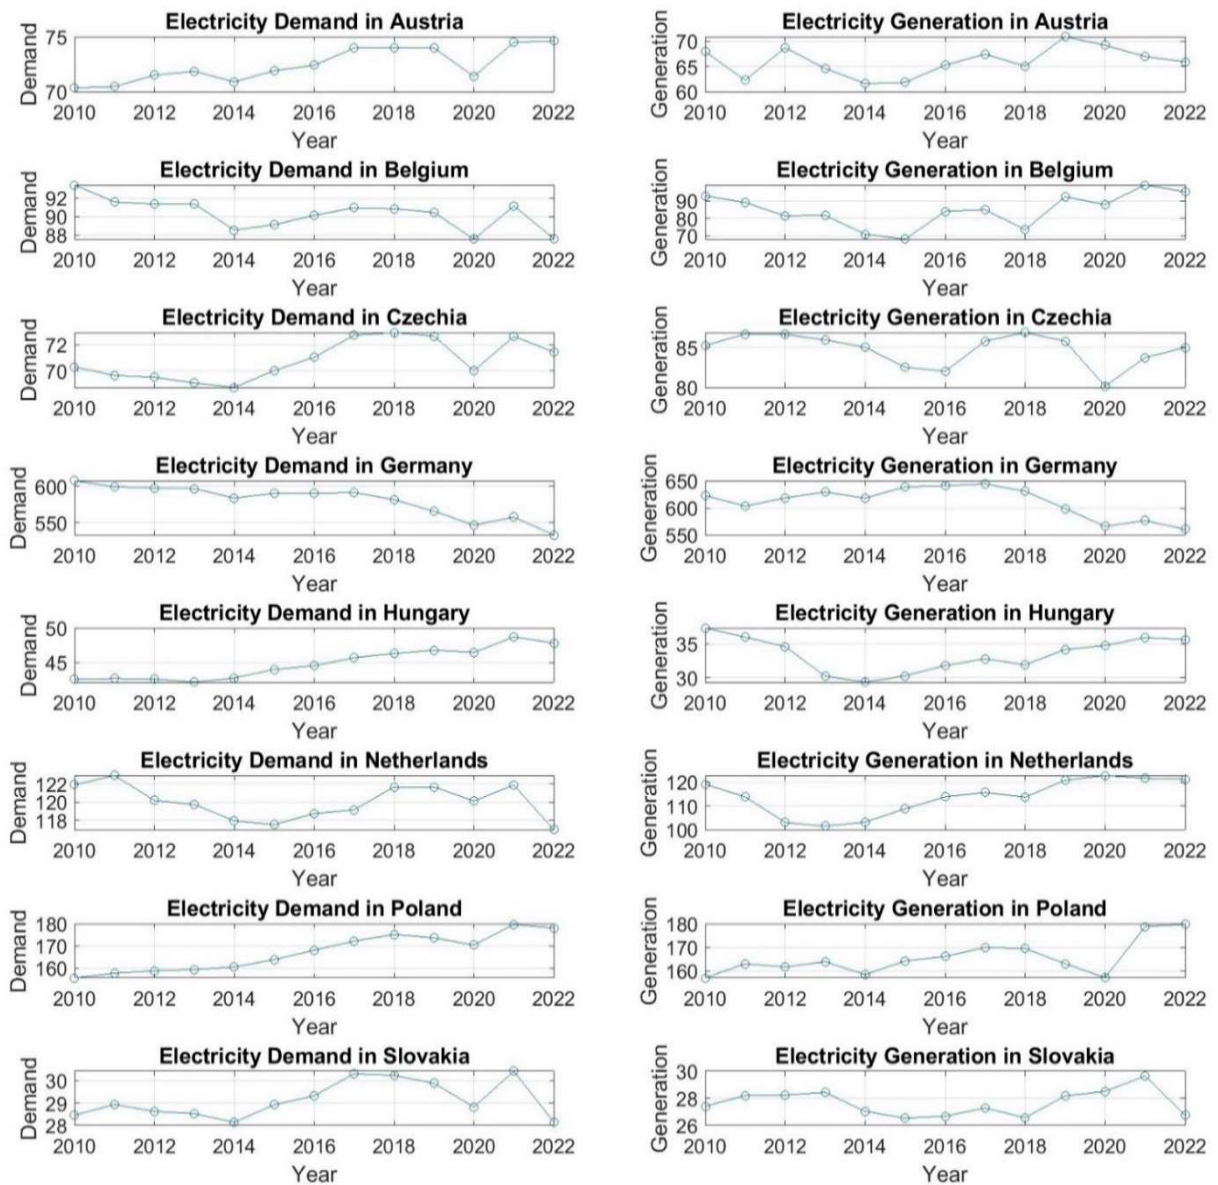 Electricity Demand in Austria
Demand
75
70
2010 2012 2014 2016 2018 2020 2022
Year
Electricity Generation in Austria
Generation
70
65
60
2010 2012 2014 2016 2018 2020 2022
Year
Electricity Demand in Belgium
Demand
92
90
88
2010 2012 2014 2016 2018 2020 2022
Year
Electricity Generation in Belgium
Generation
90
80
70
2010 2012 2014 2016 2018 2020 2022
Year
Electricity Demand in Czechia
Demand
72
70
2010 2012 2014 2016 2018 2020 2022
Year
Electricity Generation in Czechia
Generation
85
80
2010 2012 2014 2016 2018 2020 2022
Year
Electricity Demand in Germany
Demand
600
550
2010 2012 2014 2016 2018 2020 2022
Year
Electricity Generation in Germany
Generation
650
600
550
2010 2012 2014 2016 2018 2020 2022
Year
Electricity Demand in Hungary
Demand
50
45
2010 2012 2014 2016 2018 2020 2022
Year
Electricity Generation in Hungary
Generation
35
30
2010 2012 2014 2016 2018 2020 2022
Year
Electricity Demand in Netherlands
Demand
122
120
118
2010 2012 2014 2016 2018 2020 2022
Year
Electricity Generation in Netherlands
Generation
120
110
100
2010 2012 2014 2016 2018 2020 2022
Year
Electricity Demand in Poland
Demand
180
170
160
2010 2012 2014 2016 2018 2020 2022
Year
Electricity Generation in Poland
Generation
180
170
160
2010 2012 2014 2016 2018 2020 2022
Year
Electricity Demand in Slovakia
Demand
30
29
28
2010 2012 2014 2016 2018 2020 2022
Year
Electricity Generation in Slovakia
Generation
30
28
26
2010 2012 2014 2016 2018 2020 2022
Year